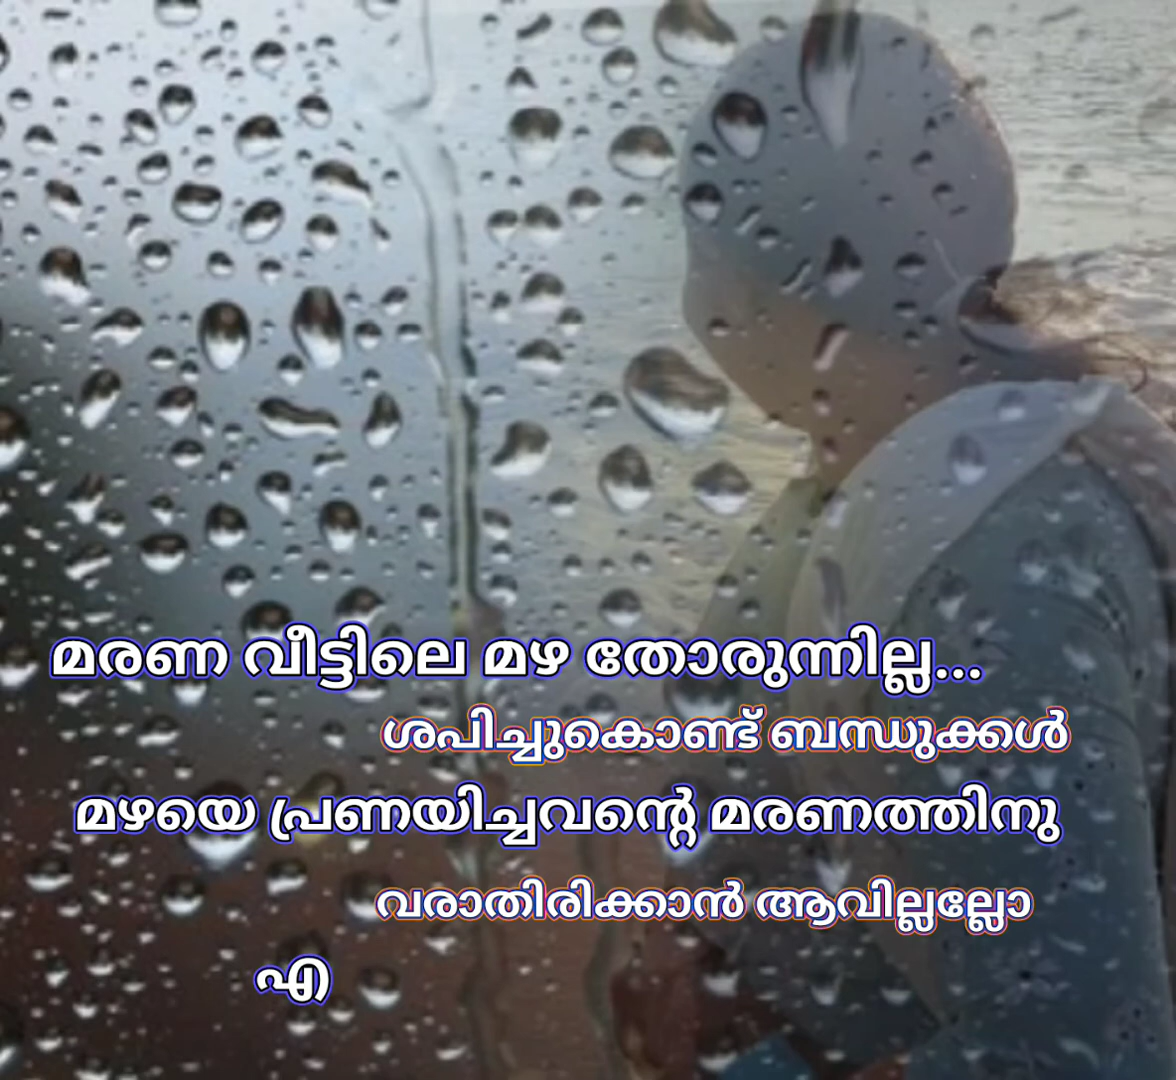 മരണ വീട്ടിലെ മഴ തോരുന്നില്ല...
ശപിച്ചുകൊണ്ട് ബന്ധുക്കൾ
മഴയെ പ്രണയിച്ചവന്റെ മരണത്തിനു
വരാതിരിക്കാൻ ആവില്ലല്ലോ
എ